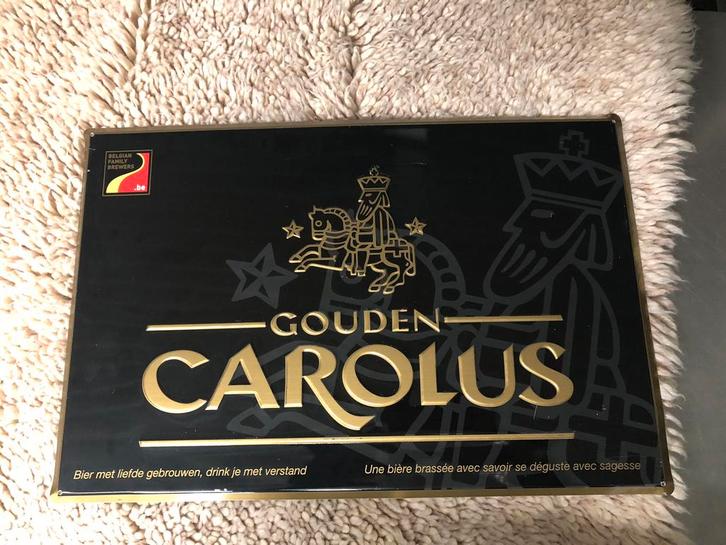 BELGIAN
FAMILY
BREWERS
.be
GOUDEN
CAROLUS
Bier met liefde gebrouwen, drink je met verstand
Une bière brassée avec savoir se déguste avec sagesse